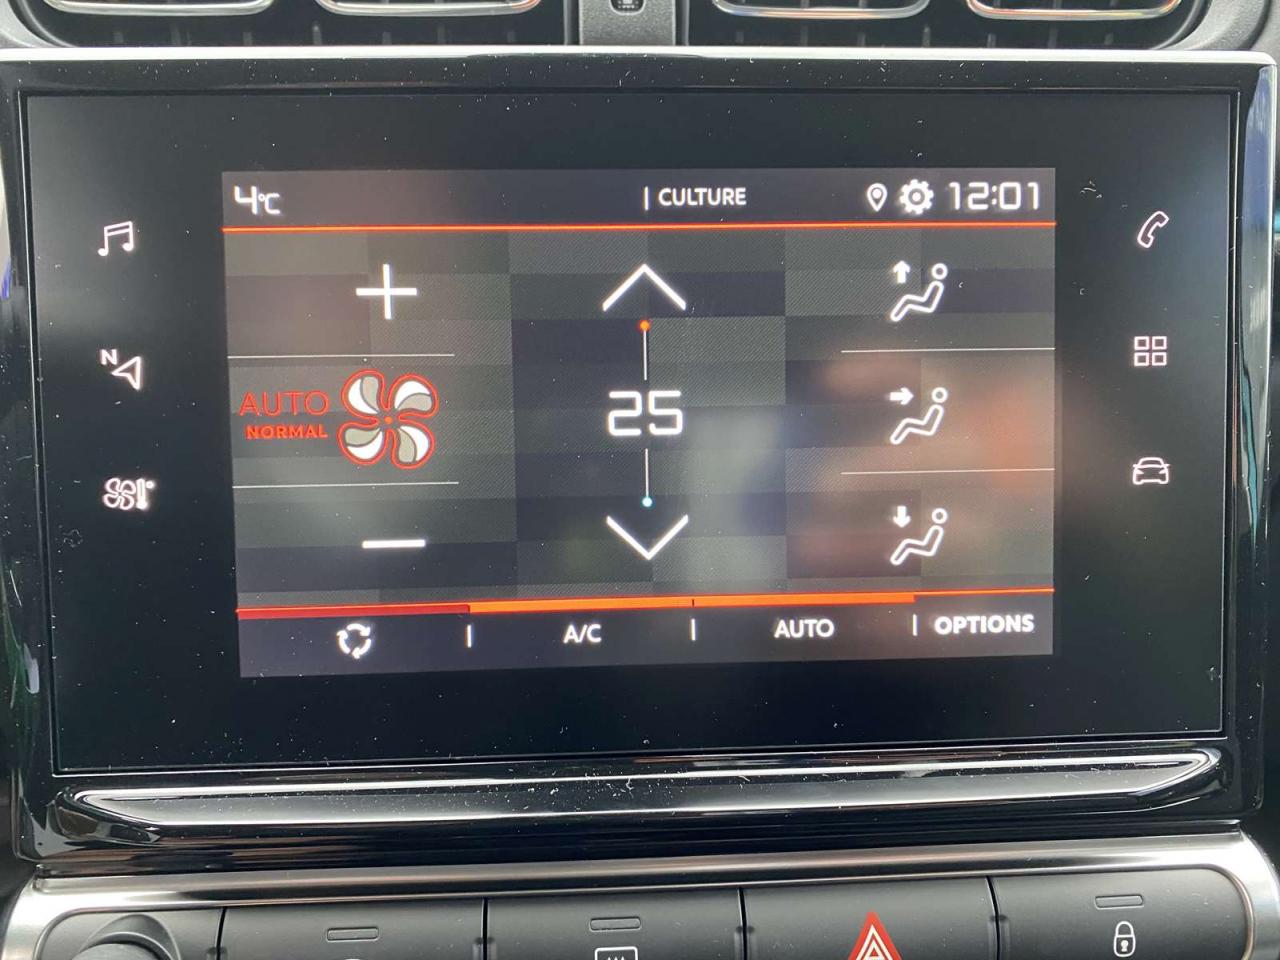 4°C
| CULTURE
12:01
N
AUTO
NORMAL
25
A/C
AUTO
OPTIONS